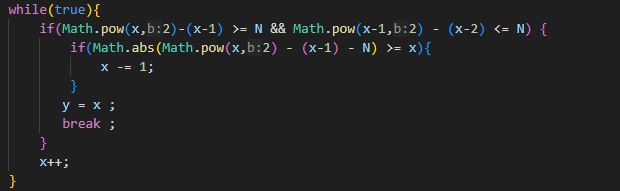 while(true){
if(Math.pow(x,b:2)-(x-1) >= N && Math.pow(x-1,b:2) - (x-2) <= N) {
if(Math.abs(Math.pow(x,b:2) - (x-1) - N) >= x){
x -= 1;
}
y = x ;
break ;
}
x++;
}